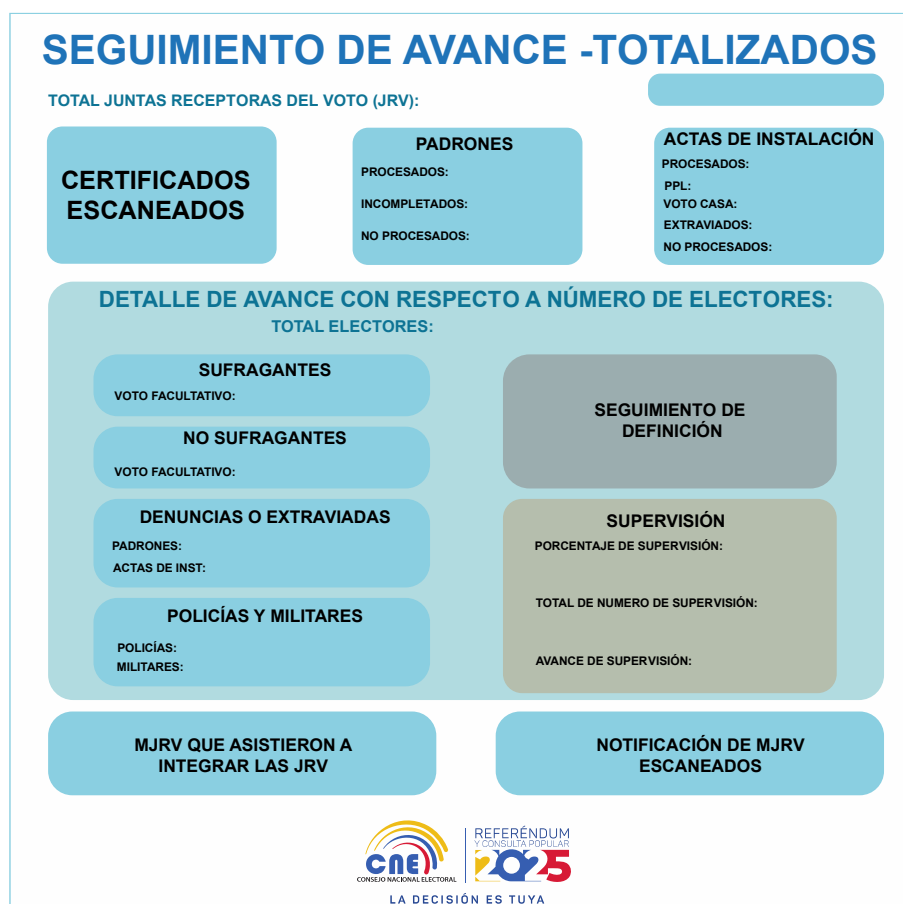 SEGUIMIENTO DE AVANCE -TOTALIZADOS
TOTAL JUNTAS RECEPTORAS DEL VOTO (JRV):
CERTIFICADOS
ESCANEADOS
PADRONES
PROCESADOS:
INCOMPLETADOS:
NO PROCESADOS:
ACTAS DE INSTALACIÓN
PROCESADOS:
PPL:
VOTO CASA:
EXTRAVIADOS:
NO PROCESADOS:
DETALLE DE AVANCE CON RESPECTO A NÚMERO DE ELECTORES:
TOTAL ELECTORES:
SUFRAGANTES
VOTO FACULTATIVO:
NO SUFRAGANTES
VOTO FACULTATIVO:
DENUNCIAS O EXTRAVIADAS
PADRONES:
ACTAS DE INST:
POLICÍAS Y MILITARES
POLICÍAS:
MILITARES:
SEGUIMIENTO DE
DEFINICIÓN
SUPERVISIÓN
PORCENTAJE DE SUPERVISIÓN:
TOTAL DE NUMERO DE SUPERVISIÓN:
AVANCE DE SUPERVISIÓN:
MJRV QUE ASISTIERON A
INTEGRAR LAS JRV
NOTIFICACIÓN DE MJRV
ESCANEADOS
cne
CONSEJO NACIONAL ELECTORAL
REFERÉNDUM
Y CONSULTA POPULAR
2025
LA DECISIÓN ES TUYA